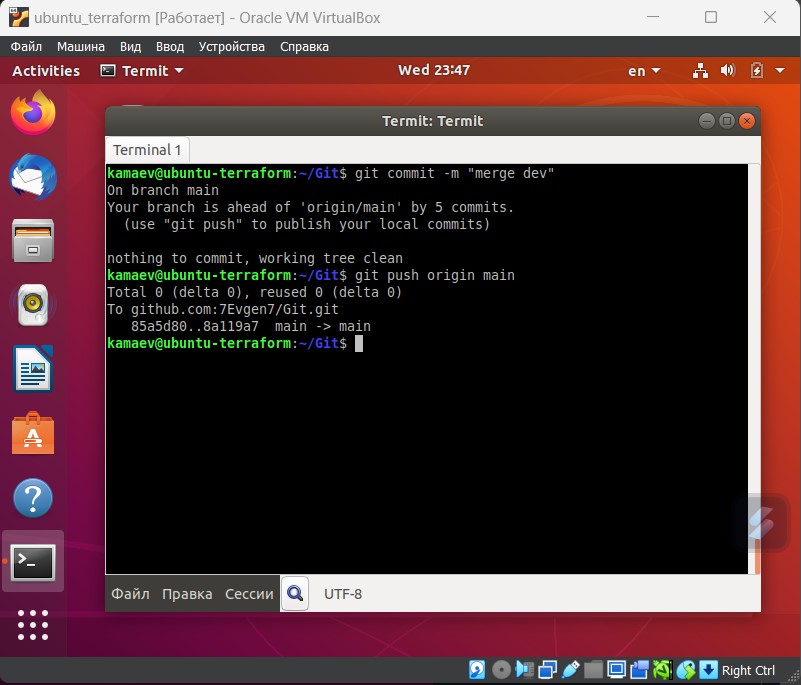 ubuntu_terraform [Работает] - Oracle VM VirtualBox
Файл Машина Вид Ввод Устройства Справка
Activities Termit Wed 23:47 en
Termit: Termit
Terminal 1
kamaev@ubuntu-terraform:~/Git$ git commit -m "merge dev"
On branch main
Your branch is ahead of 'origin/main' by 5 commits.
(use "git push" to publish your local commits)
nothing to commit, working tree clean
kamaev@ubuntu-terraform:~/Git$ git push origin main
Total 0 (delta 0), reused 0 (delta 0)
To github.com:7Evgen7/Git.git
85a5d80..8a119a7 main -> main
kamaev@ubuntu-terraform:~/Git$
Файл Правка Сессии UTF-8
Right Ctrl